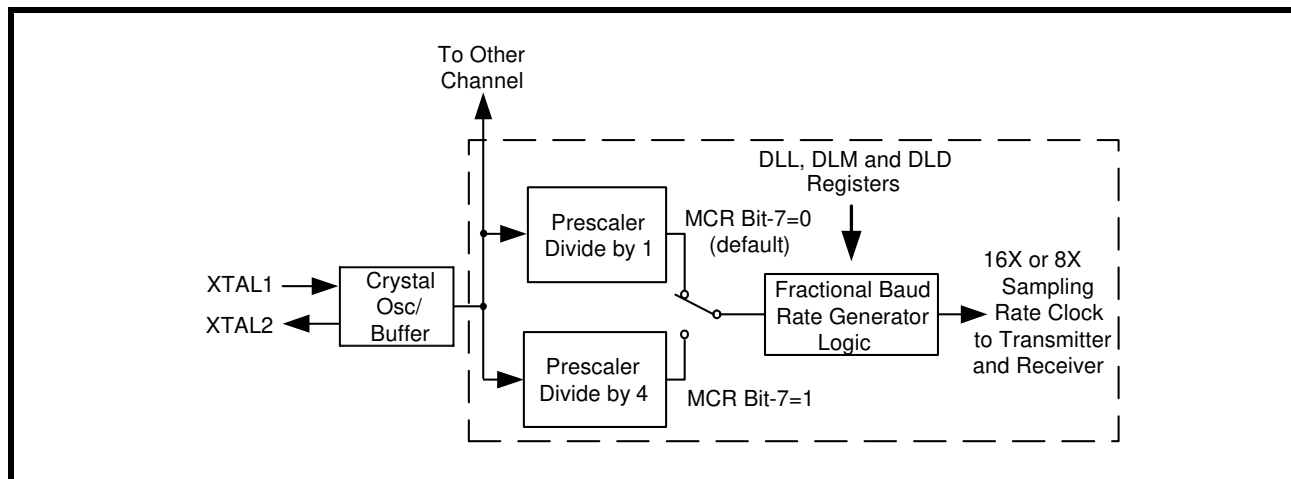 To Other
Channel
DLL, DLM and DLD
Registers
Prescaler
Divide by 1
MCR Bit-7=0
(default)
XTAL1
XTAL2
Crystal
Osc/
Buffer
Fractional Baud
Rate Generator
Logic
16X or 8X
Sampling
Rate Clock
to Transmitter
and Receiver
Prescaler
Divide by 4
MCR Bit-7=1